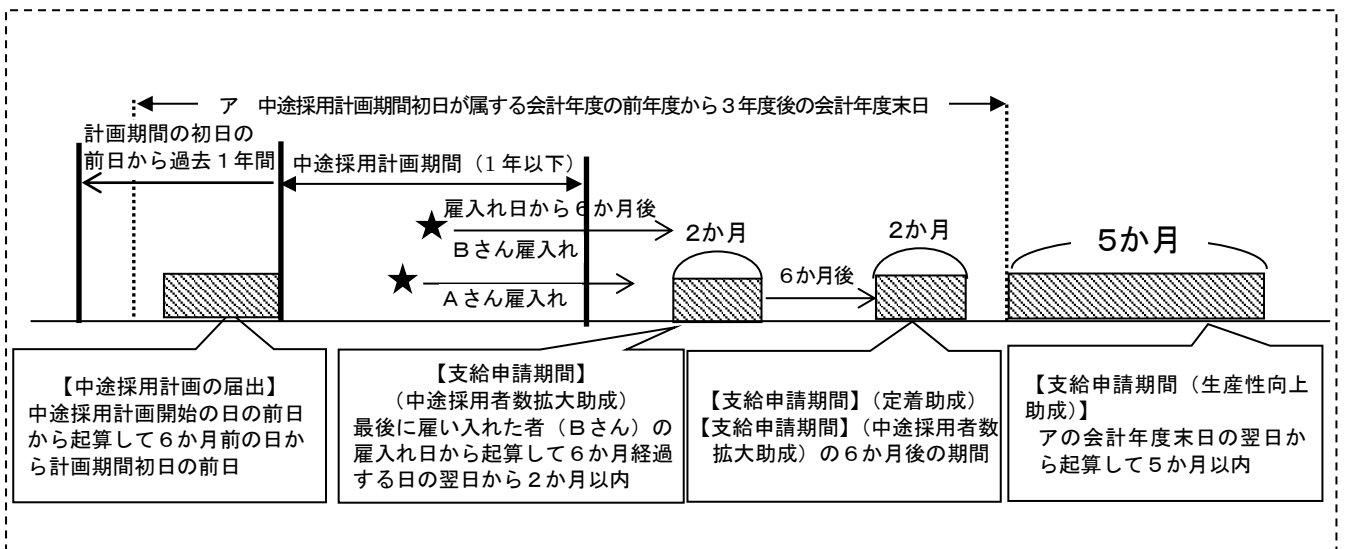 ア 中途採用計画期間初日が属する会計年度の前年度から３年度後の会計年度末日
計画期間の初日の
前日から過去１年間
中途採用計画期間（1 年以下）
★
雇入れ日から６か月後
Ｂさん雇入れ
★
Ａさん雇入れ
２か月
６か月後
２か月
５か月
【中途採用計画の届出】
中途採用計画開始の日の前日
から起算して６か月前の日か
ら計画期間初日の前日
【支給申請期間】
（中途採用者数拡大助成）
最後に雇い入れた者（Ｂさん）の
雇入れ日から起算して６か月経過
する日の翌日から２か月以内
【支給申請期間】（定着助成）
【支給申請期間】（中途採用者数
拡大助成）の６か月後の期間
【支給申請期間（生産性向上
助成）】
アの会計年度末日の翌日か
ら起算して５か月以内